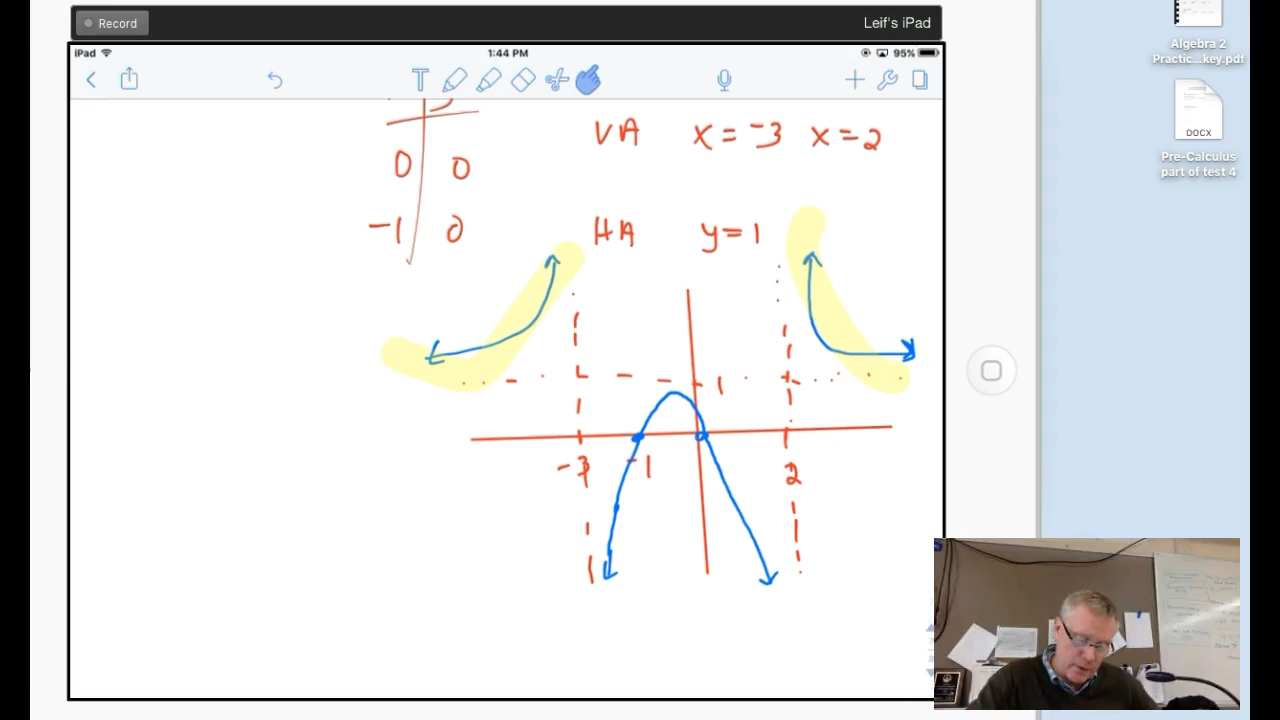 Record
Leif's iPad
iPad
1:44 PM
95%
T
Algebra 2
Practic...key.pdf
DOCX
Pre-Calculus
part of test 4
VA x = -3 x = 2
0 0
-1 0
HA y = 1
1
-3 -1 2